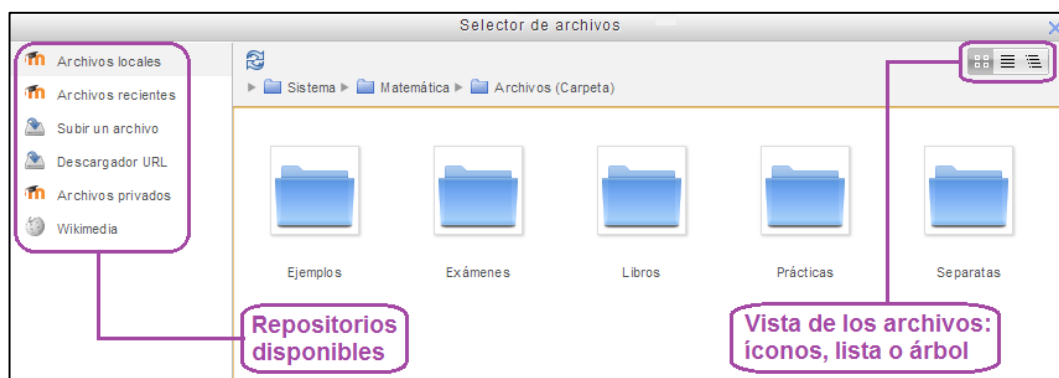 Selector de archivos
Archivos locales
Archivos recientes
Subir un archivo
Descargador URL
Archivos privados
Wikimedia
Sistema Matemática Archivos (Carpeta)
Ejemplos Exámenes Libros Prácticas Separatas
Repositorios
disponibles
Vista de los archivos:
íconos, lista o árbol